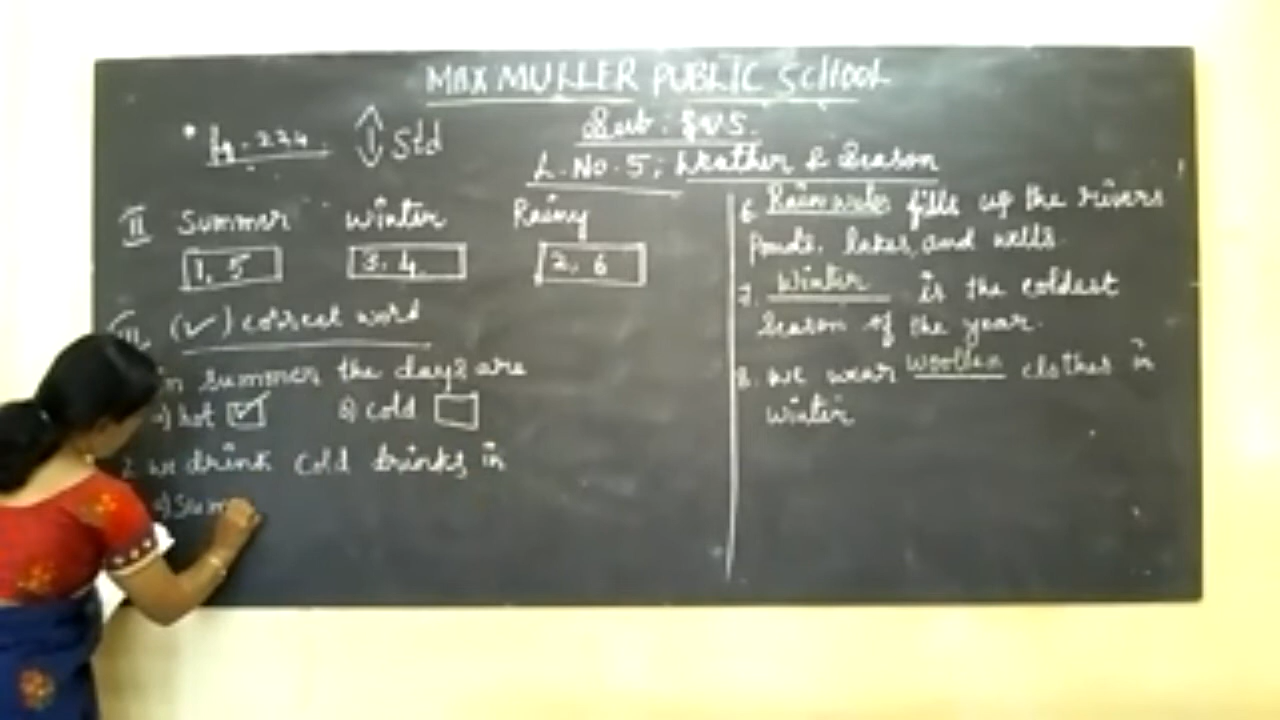 MAX MULLER PUBLIC SCHOOL
Sub: EVS.
* Pg-224. I Std
L.No.5: Weather & Season
II Summer Winter Rainy
1, 5 3, 4 2, 6
III (✓) correct word
In summer the days are
a) hot ✓ b) cold
2. We drink cold drinks in
a) Sum
6. Rainwater fills up the rivers
ponds, lakes, and wells.
7. Winter is the coldest
Season of the year.
8. we wear woollen clothes in
winter